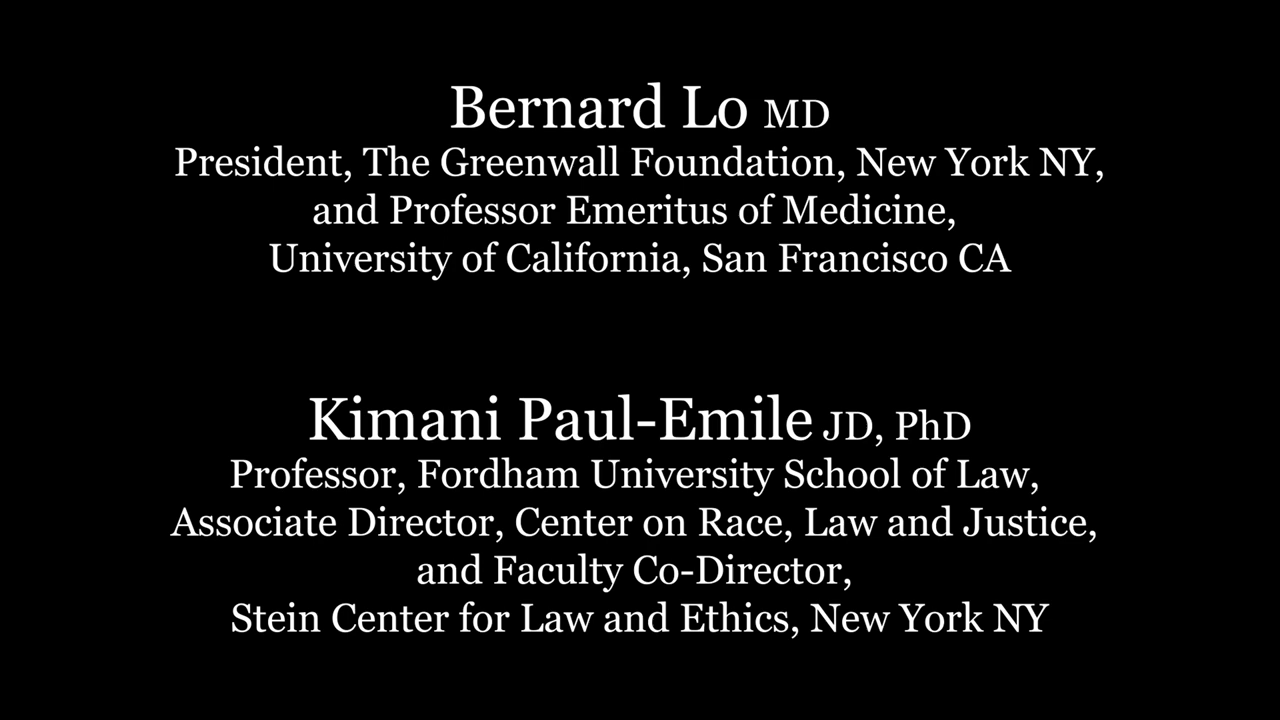 Bernard Lo MD
President, The Greenwall Foundation, New York NY,
and Professor Emeritus of Medicine,
University of California, San Francisco CA
Kimani Paul-Emile JD, PhD
Professor, Fordham University School of Law,
Associate Director, Center on Race, Law and Justice,
and Faculty Co-Director,
Stein Center for Law and Ethics, New York NY